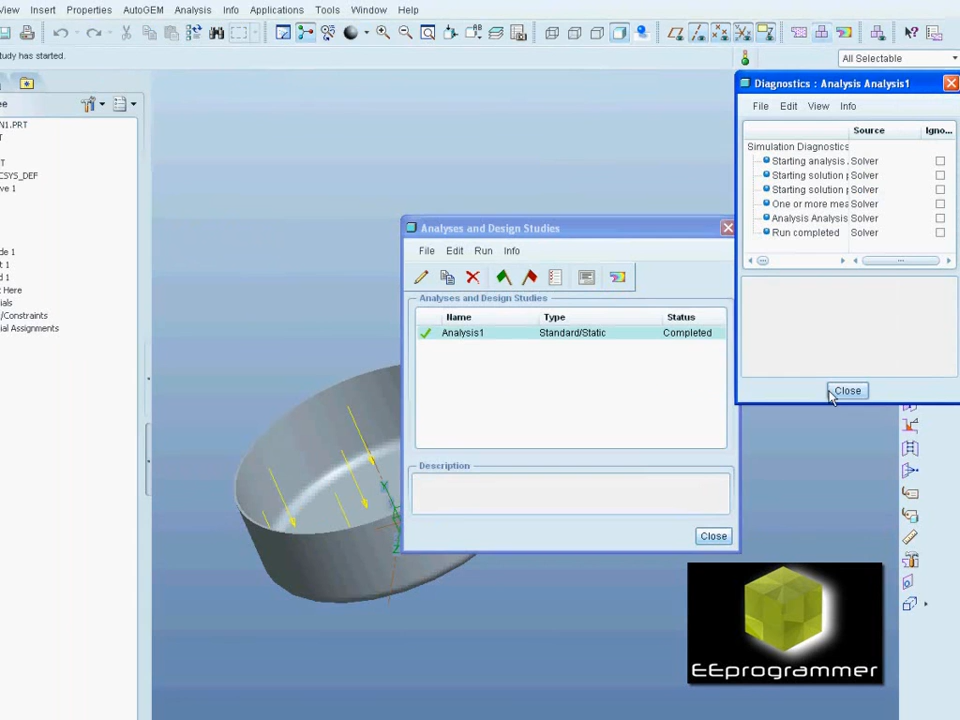 View Insert Properties AutoGEM Analysis Info Applications Tools Window Help
tudy has started.
All Selectable
ee
N1.PRT
T
T
CSYS_DEF
ve 1
de 1
t 1
d 1
t Here
ials
s/Constraints
rial Assignments
Diagnostics : Analysis Analysis1
File Edit View Info
Source Igno...
Simulation Diagnostics
Starting analysis. Solver
Starting solution p Solver
Starting solution p Solver
One or more mea Solver
Analysis Analysis Solver
Run completed Solver
Close
Analyses and Design Studies
File Edit Run Info
Analyses and Design Studies
Name Type Status
Analysis1 Standard/Static Completed
Description
Close
X
Z
EEprogrammer